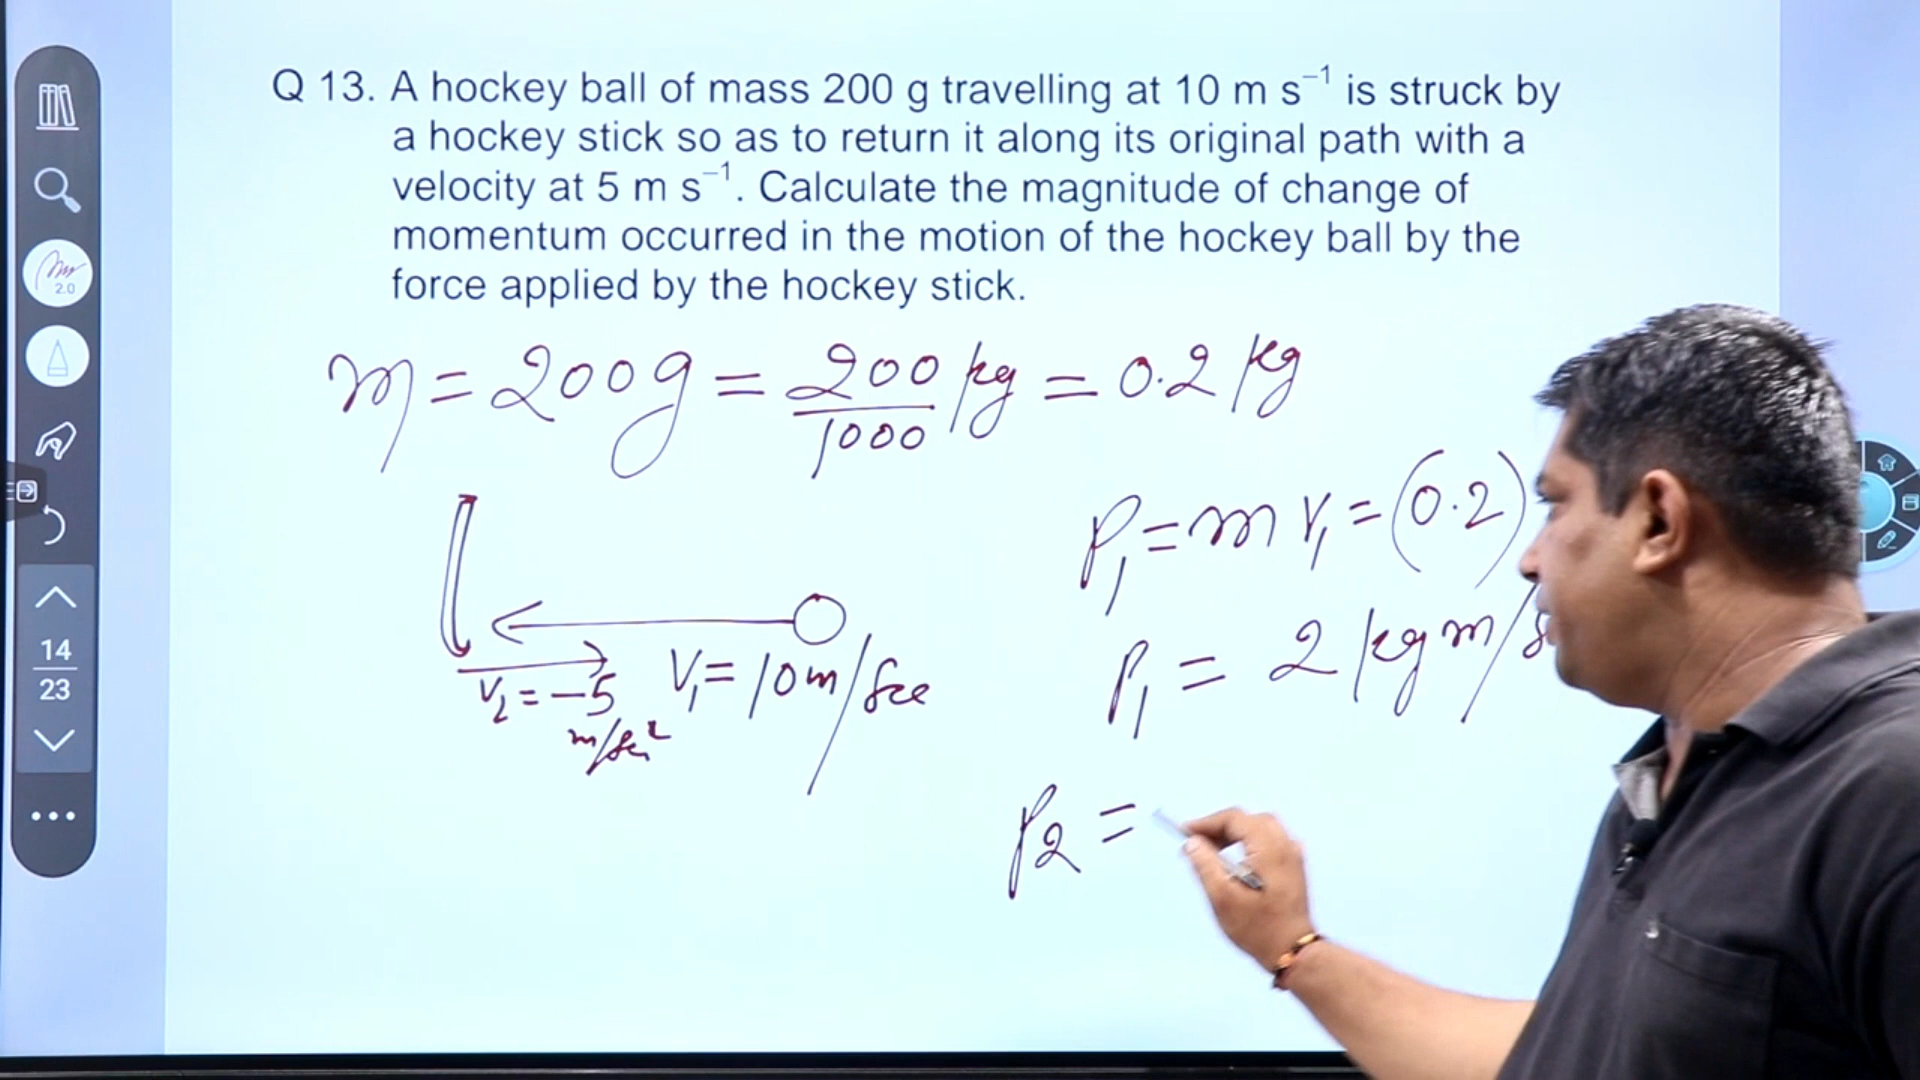 Q 13. A hockey ball of mass 200 g travelling at 10 m s⁻¹ is struck by
a hockey stick so as to return it along its original path with a
velocity at 5 m s⁻¹. Calculate the magnitude of change of
momentum occurred in the motion of the hockey ball by the
force applied by the hockey stick.
m = 200g = 200/1000 kg = 0.2 kg
P₁ = m V₁ = (0.2)
P₁ = 2 kg m/s
V₁ = 10 m/sec
V₂ = -5
m/sec²
P₂ =
2.0
14
23